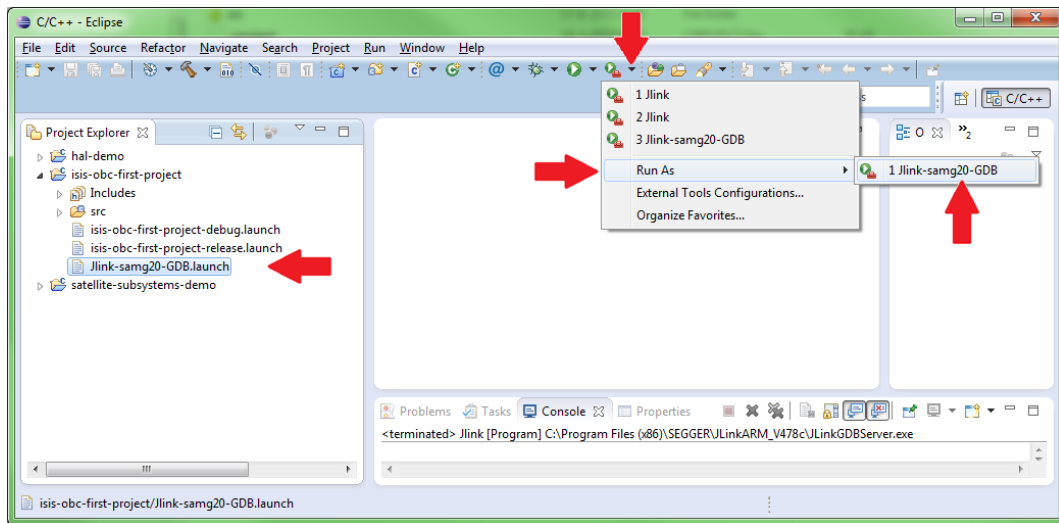 C/C++ - Eclipse
File Edit Source Refactor Navigate Search Project Run Window Help
C/C++
1 Jlink
2 Jlink
3 Jlink-samg20-GDB
Run As
External Tools Configurations...
Organize Favorites...
1 Jlink-samg20-GDB
Project Explorer
hal-demo
isis-obc-first-project
Includes
src
isis-obc-first-project-debug.launch
isis-obc-first-project-release.launch
Jlink-samg20-GDB.launch
satellite-subsystems-demo
O
2
Problems Tasks Console Properties
<terminated> Jlink [Program] C:\Program Files (x86)\SEGGER\JLinkARM_V478c\JLinkGDBServer.exe
isis-obc-first-project/Jlink-samg20-GDB.launch